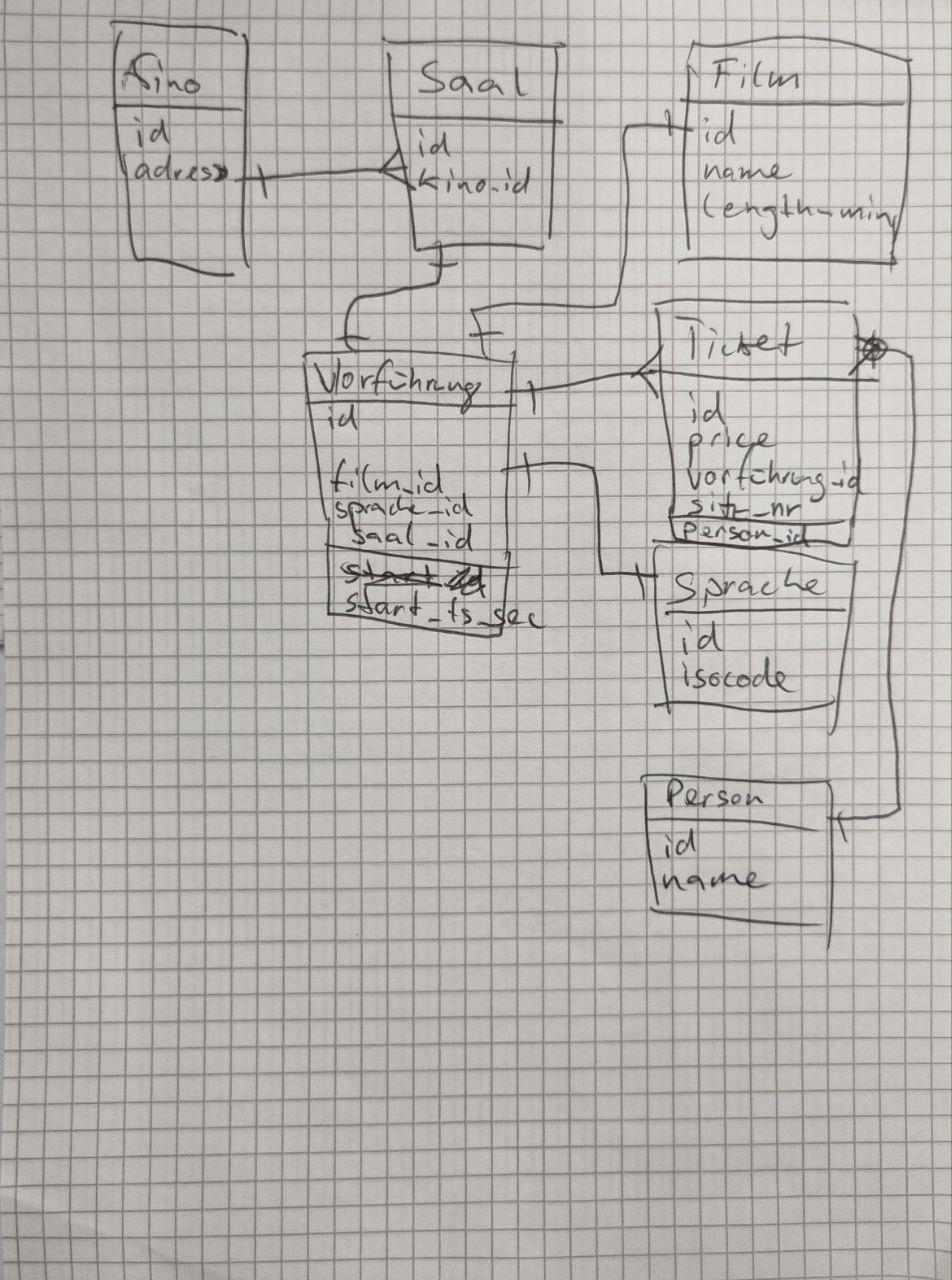 Kino
id
adress
Saal
id
kino_id
Film
id
name
length_min
Vorführung
id
film_id
sprache_id
saal_id
start_ts_sec
Ticket
id
price
vorführung_id
sitz_nr
person_id
Sprache
id
isocode
Person
id
name